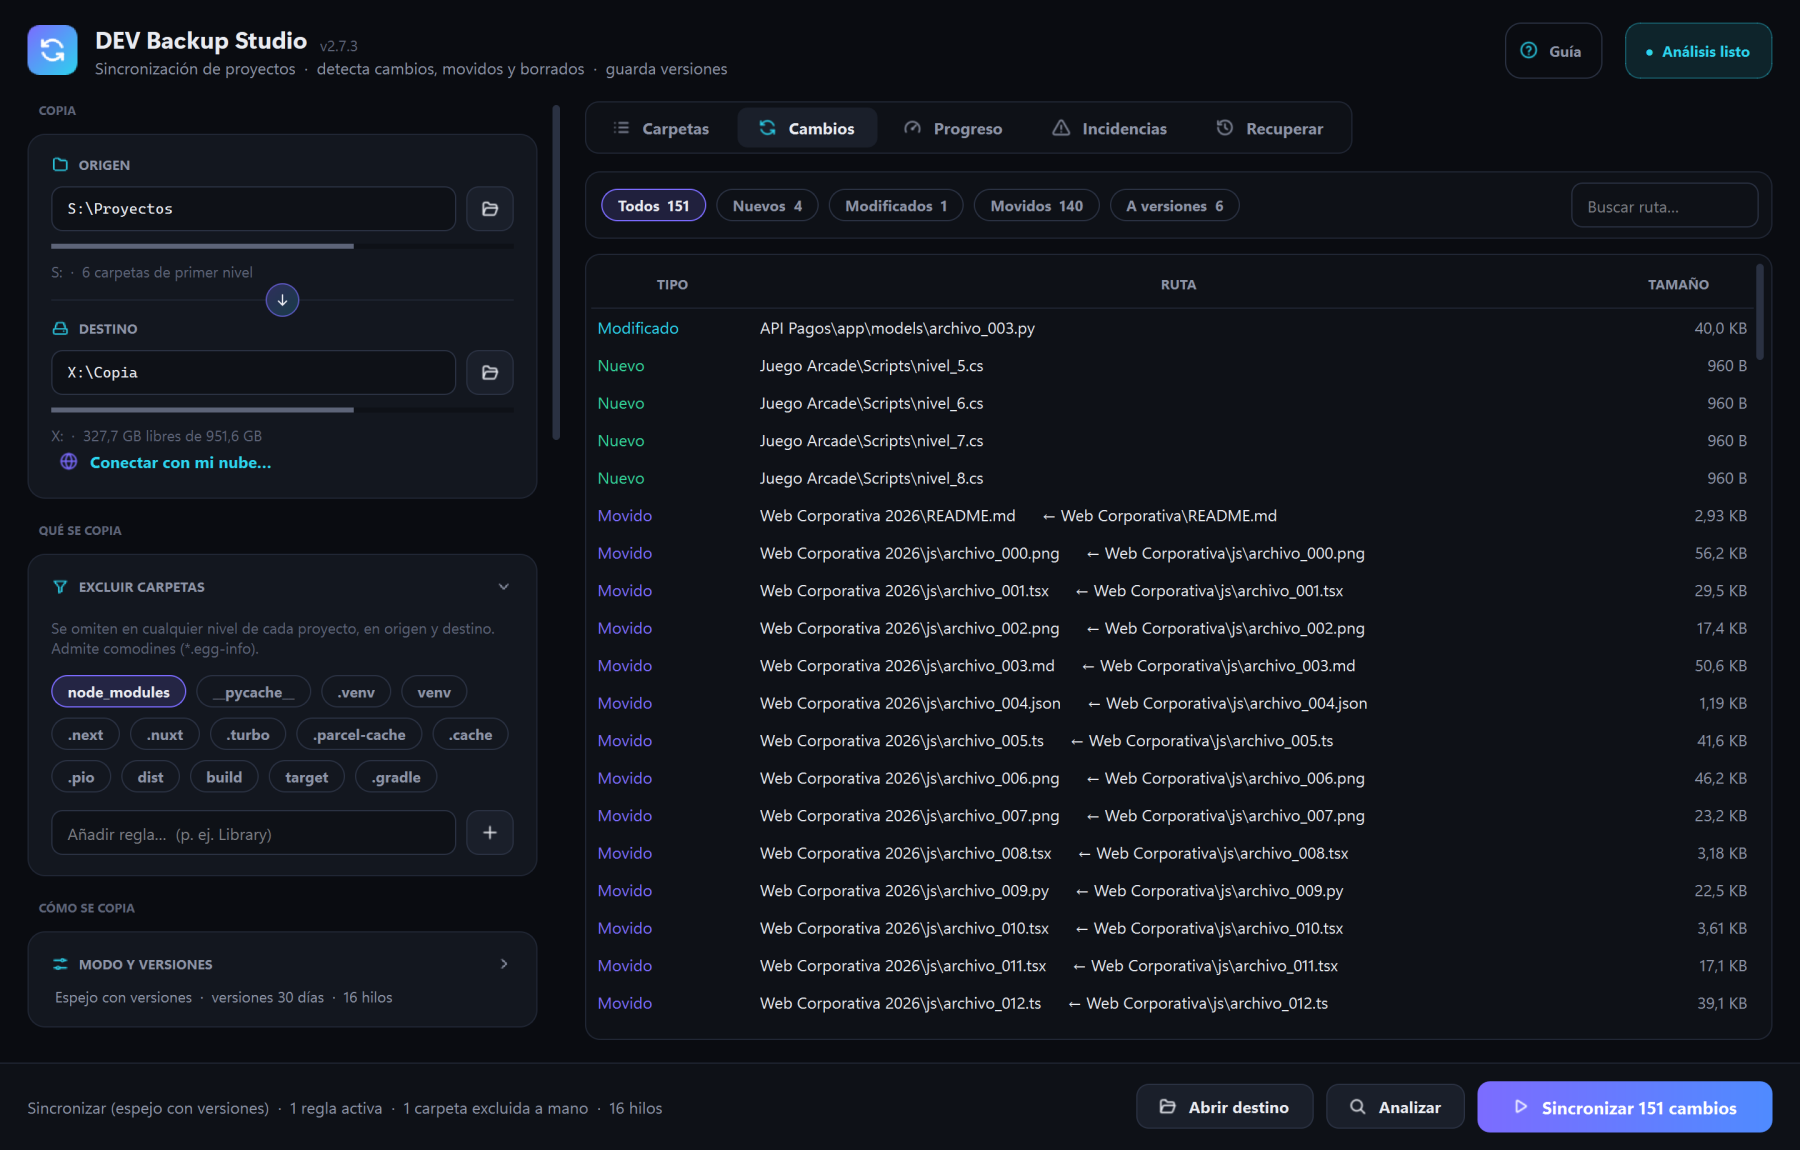 DEV Backup Studio v2.7.3
Sincronización de proyectos · detecta cambios, movidos y borrados · guarda versiones
Guía
Análisis listo
COPIA
ORIGEN
S:\Proyectos
S: · 6 carpetas de primer nivel
DESTINO
X:\Copia
X: · 327,7 GB libres de 951,6 GB
Conectar con mi nube...
QUÉ SE COPIA
EXCLUIR CARPETAS
Se omiten en cualquier nivel de cada proyecto, en origen y destino.
Admite comodines (*.egg-info).
node_modules __pycache__ .venv venv
.next .nuxt .turbo .parcel-cache .cache
.pio dist build target .gradle
Añadir regla... (p. ej. Library)
CÓMO SE COPIA
MODO Y VERSIONES
Espejo con versiones · versiones 30 días · 16 hilos
Carpetas Cambios Progreso Incidencias Recuperar
Todos 151 Nuevos 4 Modificados 1 Movidos 140 A versiones 6 Buscar ruta...
TIPO RUTA TAMAÑO
Modificado API Pagos\app\models\archivo_003.py 40,0 KB
Nuevo Juego Arcade\Scripts\nivel_5.cs 960 B
Nuevo Juego Arcade\Scripts\nivel_6.cs 960 B
Nuevo Juego Arcade\Scripts\nivel_7.cs 960 B
Nuevo Juego Arcade\Scripts\nivel_8.cs 960 B
Movido Web Corporativa 2026\README.md ← Web Corporativa\README.md 2,93 KB
Movido Web Corporativa 2026\js\archivo_000.png ← Web Corporativa\js\archivo_000.png 56,2 KB
Movido Web Corporativa 2026\js\archivo_001.tsx ← Web Corporativa\js\archivo_001.tsx 29,5 KB
Movido Web Corporativa 2026\js\archivo_002.png ← Web Corporativa\js\archivo_002.png 17,4 KB
Movido Web Corporativa 2026\js\archivo_003.md ← Web Corporativa\js\archivo_003.md 50,6 KB
Movido Web Corporativa 2026\js\archivo_004.json ← Web Corporativa\js\archivo_004.json 1,19 KB
Movido Web Corporativa 2026\js\archivo_005.ts ← Web Corporativa\js\archivo_005.ts 41,6 KB
Movido Web Corporativa 2026\js\archivo_006.png ← Web Corporativa\js\archivo_006.png 46,2 KB
Movido Web Corporativa 2026\js\archivo_007.png ← Web Corporativa\js\archivo_007.png 23,2 KB
Movido Web Corporativa 2026\js\archivo_008.tsx ← Web Corporativa\js\archivo_008.tsx 3,18 KB
Movido Web Corporativa 2026\js\archivo_009.py ← Web Corporativa\js\archivo_009.py 22,5 KB
Movido Web Corporativa 2026\js\archivo_010.tsx ← Web Corporativa\js\archivo_010.tsx 3,61 KB
Movido Web Corporativa 2026\js\archivo_011.tsx ← Web Corporativa\js\archivo_011.tsx 17,1 KB
Movido Web Corporativa 2026\js\archivo_012.ts ← Web Corporativa\js\archivo_012.ts 39,1 KB
Sincronizar (espejo con versiones) · 1 regla activa · 1 carpeta excluida a mano · 16 hilos
Abrir destino
Analizar
Sincronizar 151 cambios